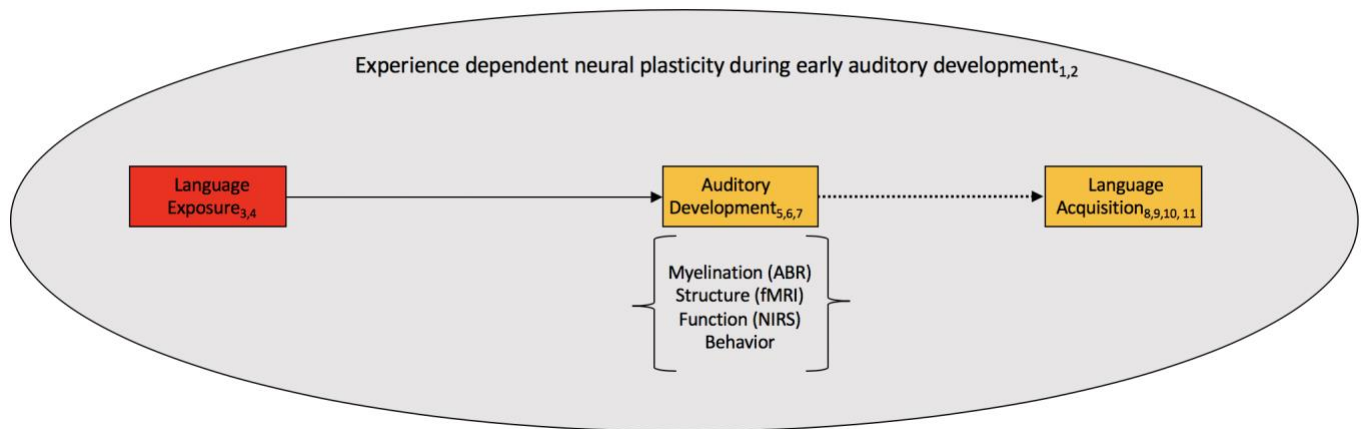 Experience dependent neural plasticity during early auditory development1,2
Language
Exposure3,4
Auditory
Development5,6,7
Language
Acquisition8,9,10, 11
Myelination (ABR)
Structure (fMRI)
Function (NIRS)
Behavior